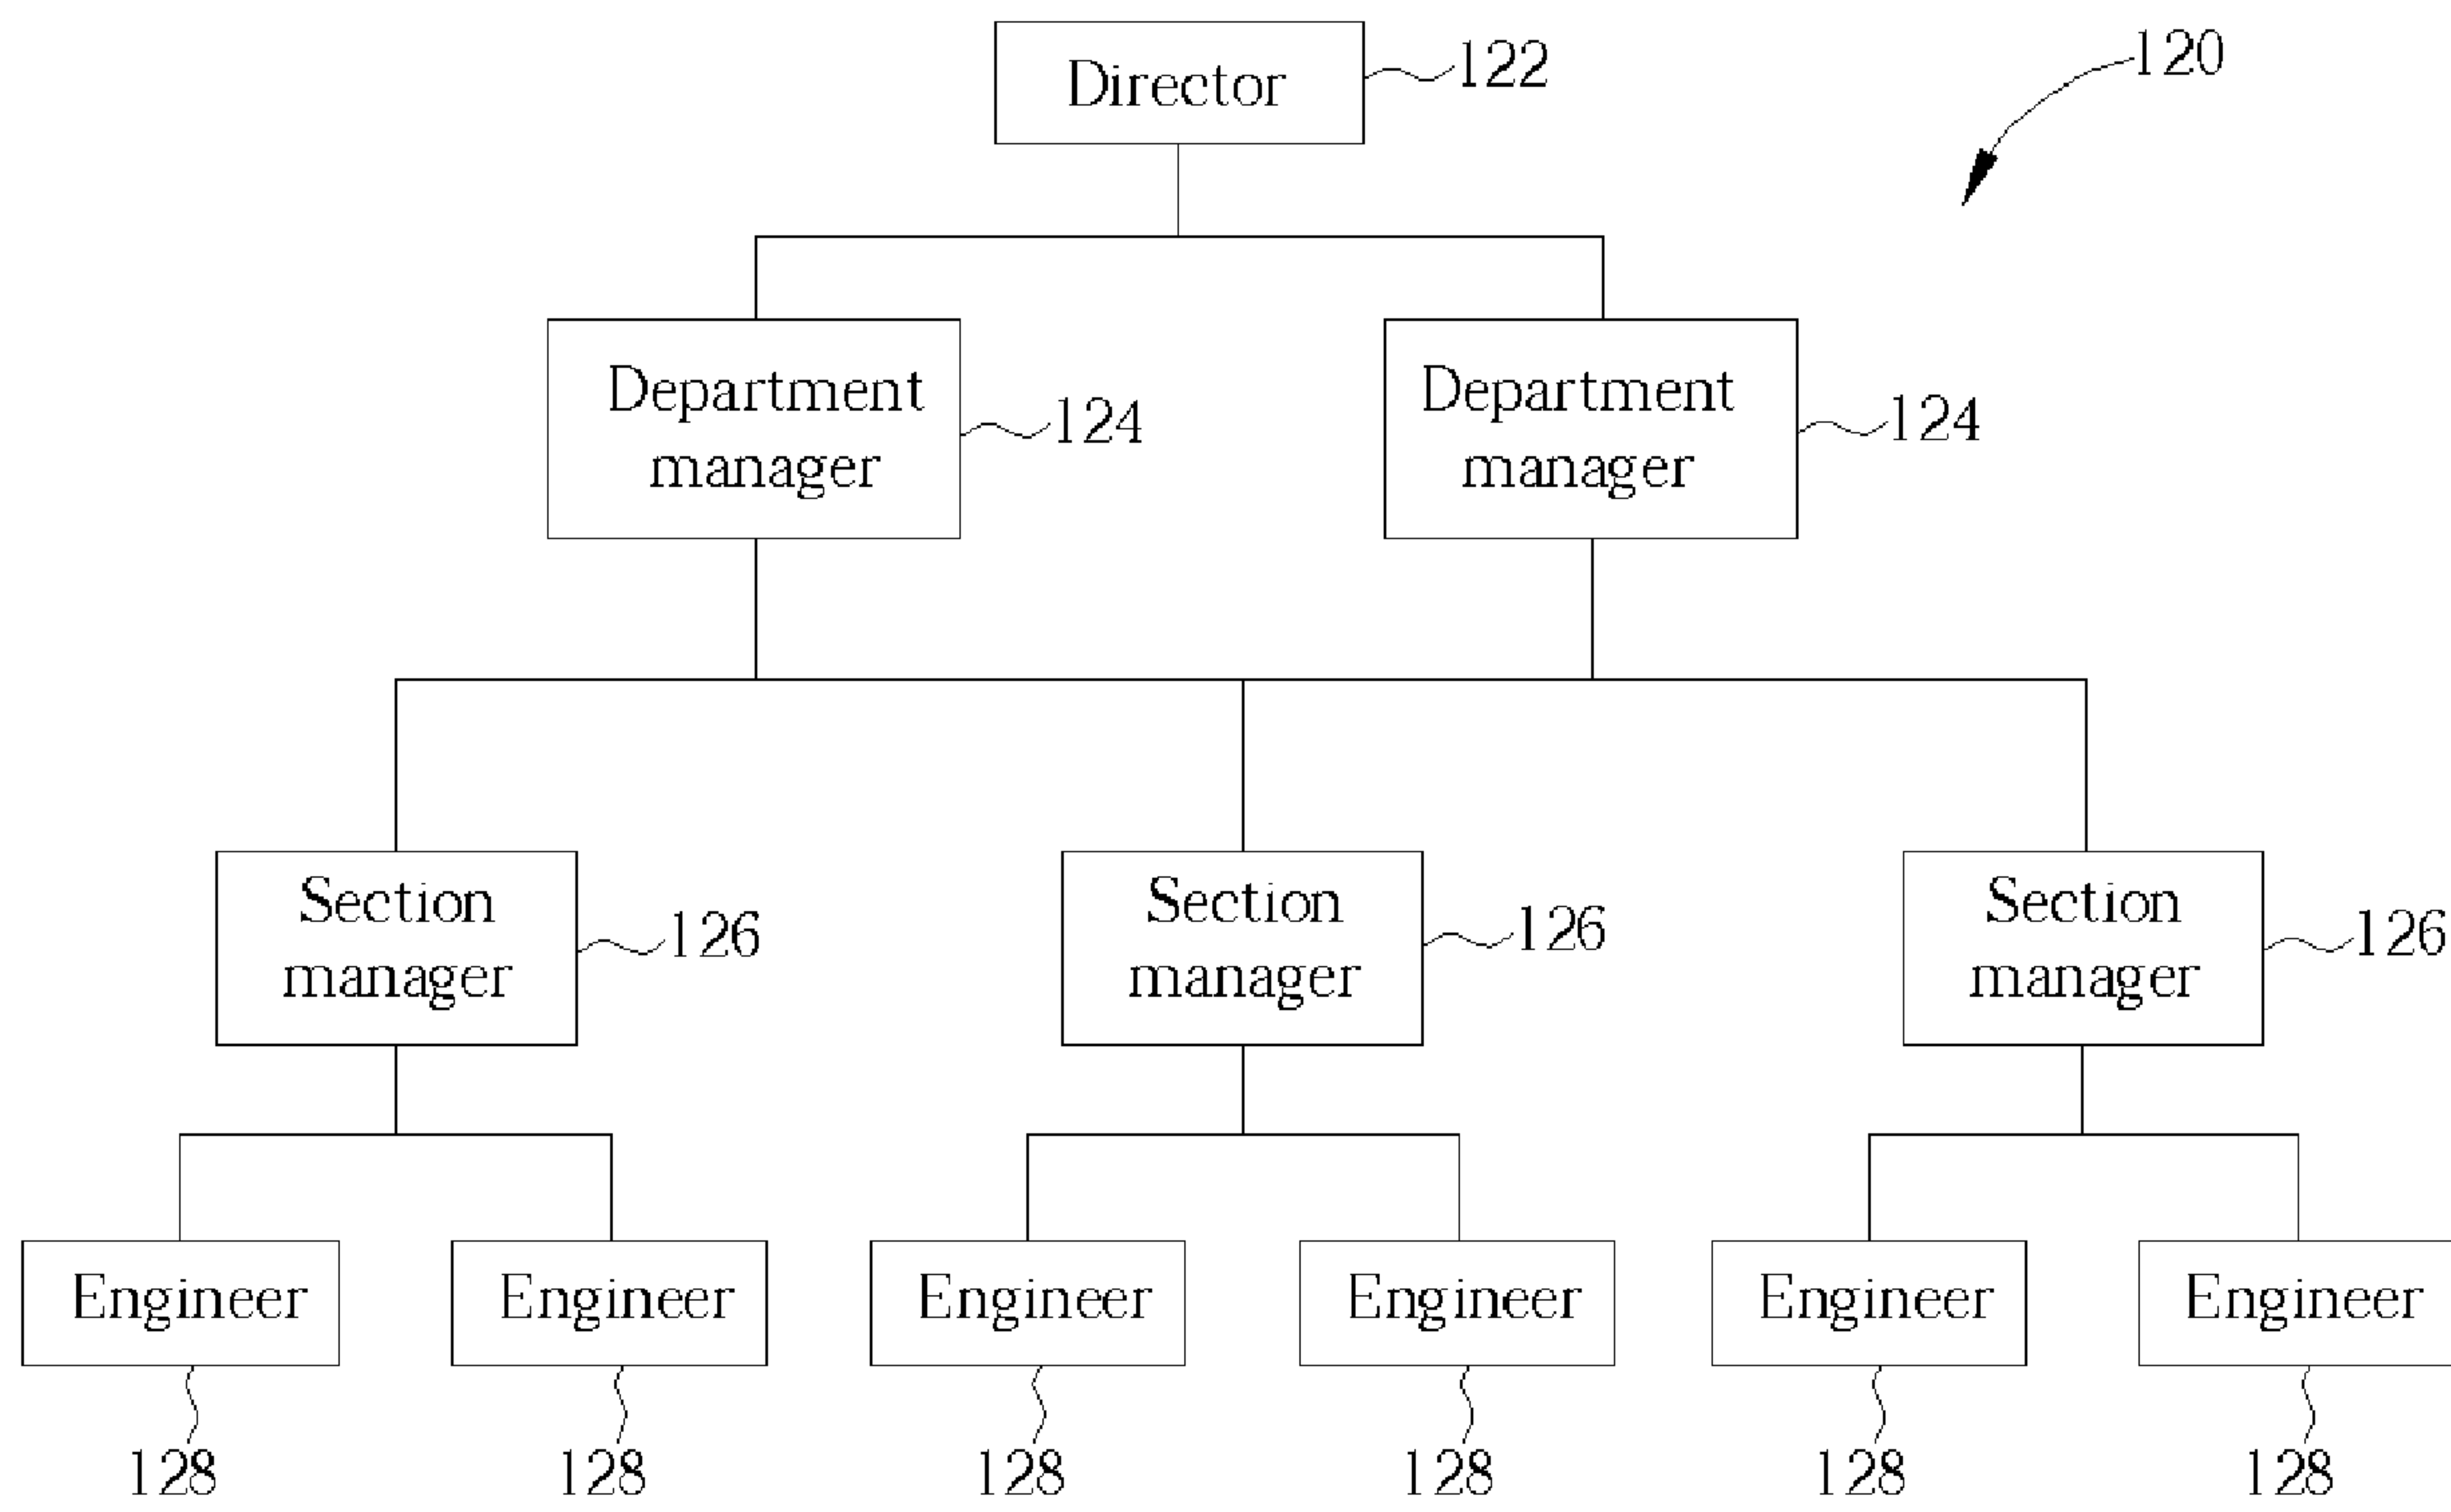 Director
122
120
Department
manager
124
Department
manager
124
Section
manager
126
Section
manager
126
Section
manager
126
Engineer
Engineer
Engineer
Engineer
Engineer
Engineer
128
128
128
128
128
128